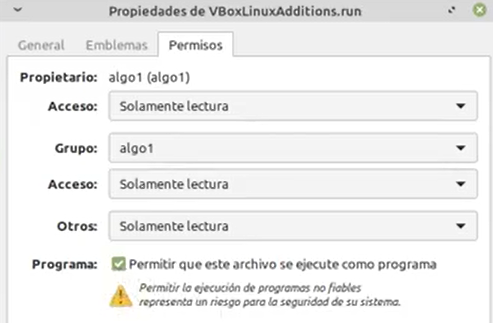 Propiedades de VBoxLinuxAdditions.run
General Emblemas Permisos
Propietario: algo1 (algo1)
Acceso: Solamente lectura
Grupo: algo1
Acceso: Solamente lectura
Otros: Solamente lectura
Programa: Permitir que este archivo se ejecute como programa
Permitir la ejecución de programas no fiables
representa un riesgo para la seguridad de su sistema.